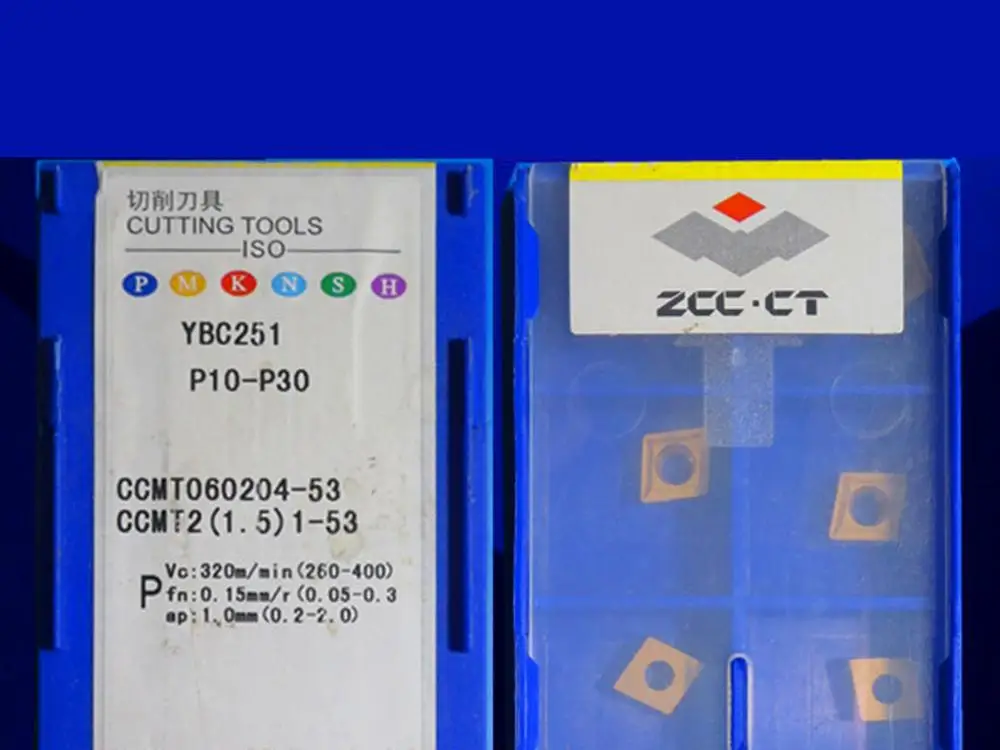 切削刀具
CUTTING TOOLS
ISO
P M K N S H
YBC251
P10-P30
CCMT060204-53
CCMT2(1.5)1-53
P
Vc:320m/min(260-400)
fn:0.15mm/r(0.05-0.3
ap:1.0mm(0.2-2.0)
ZCC·CT